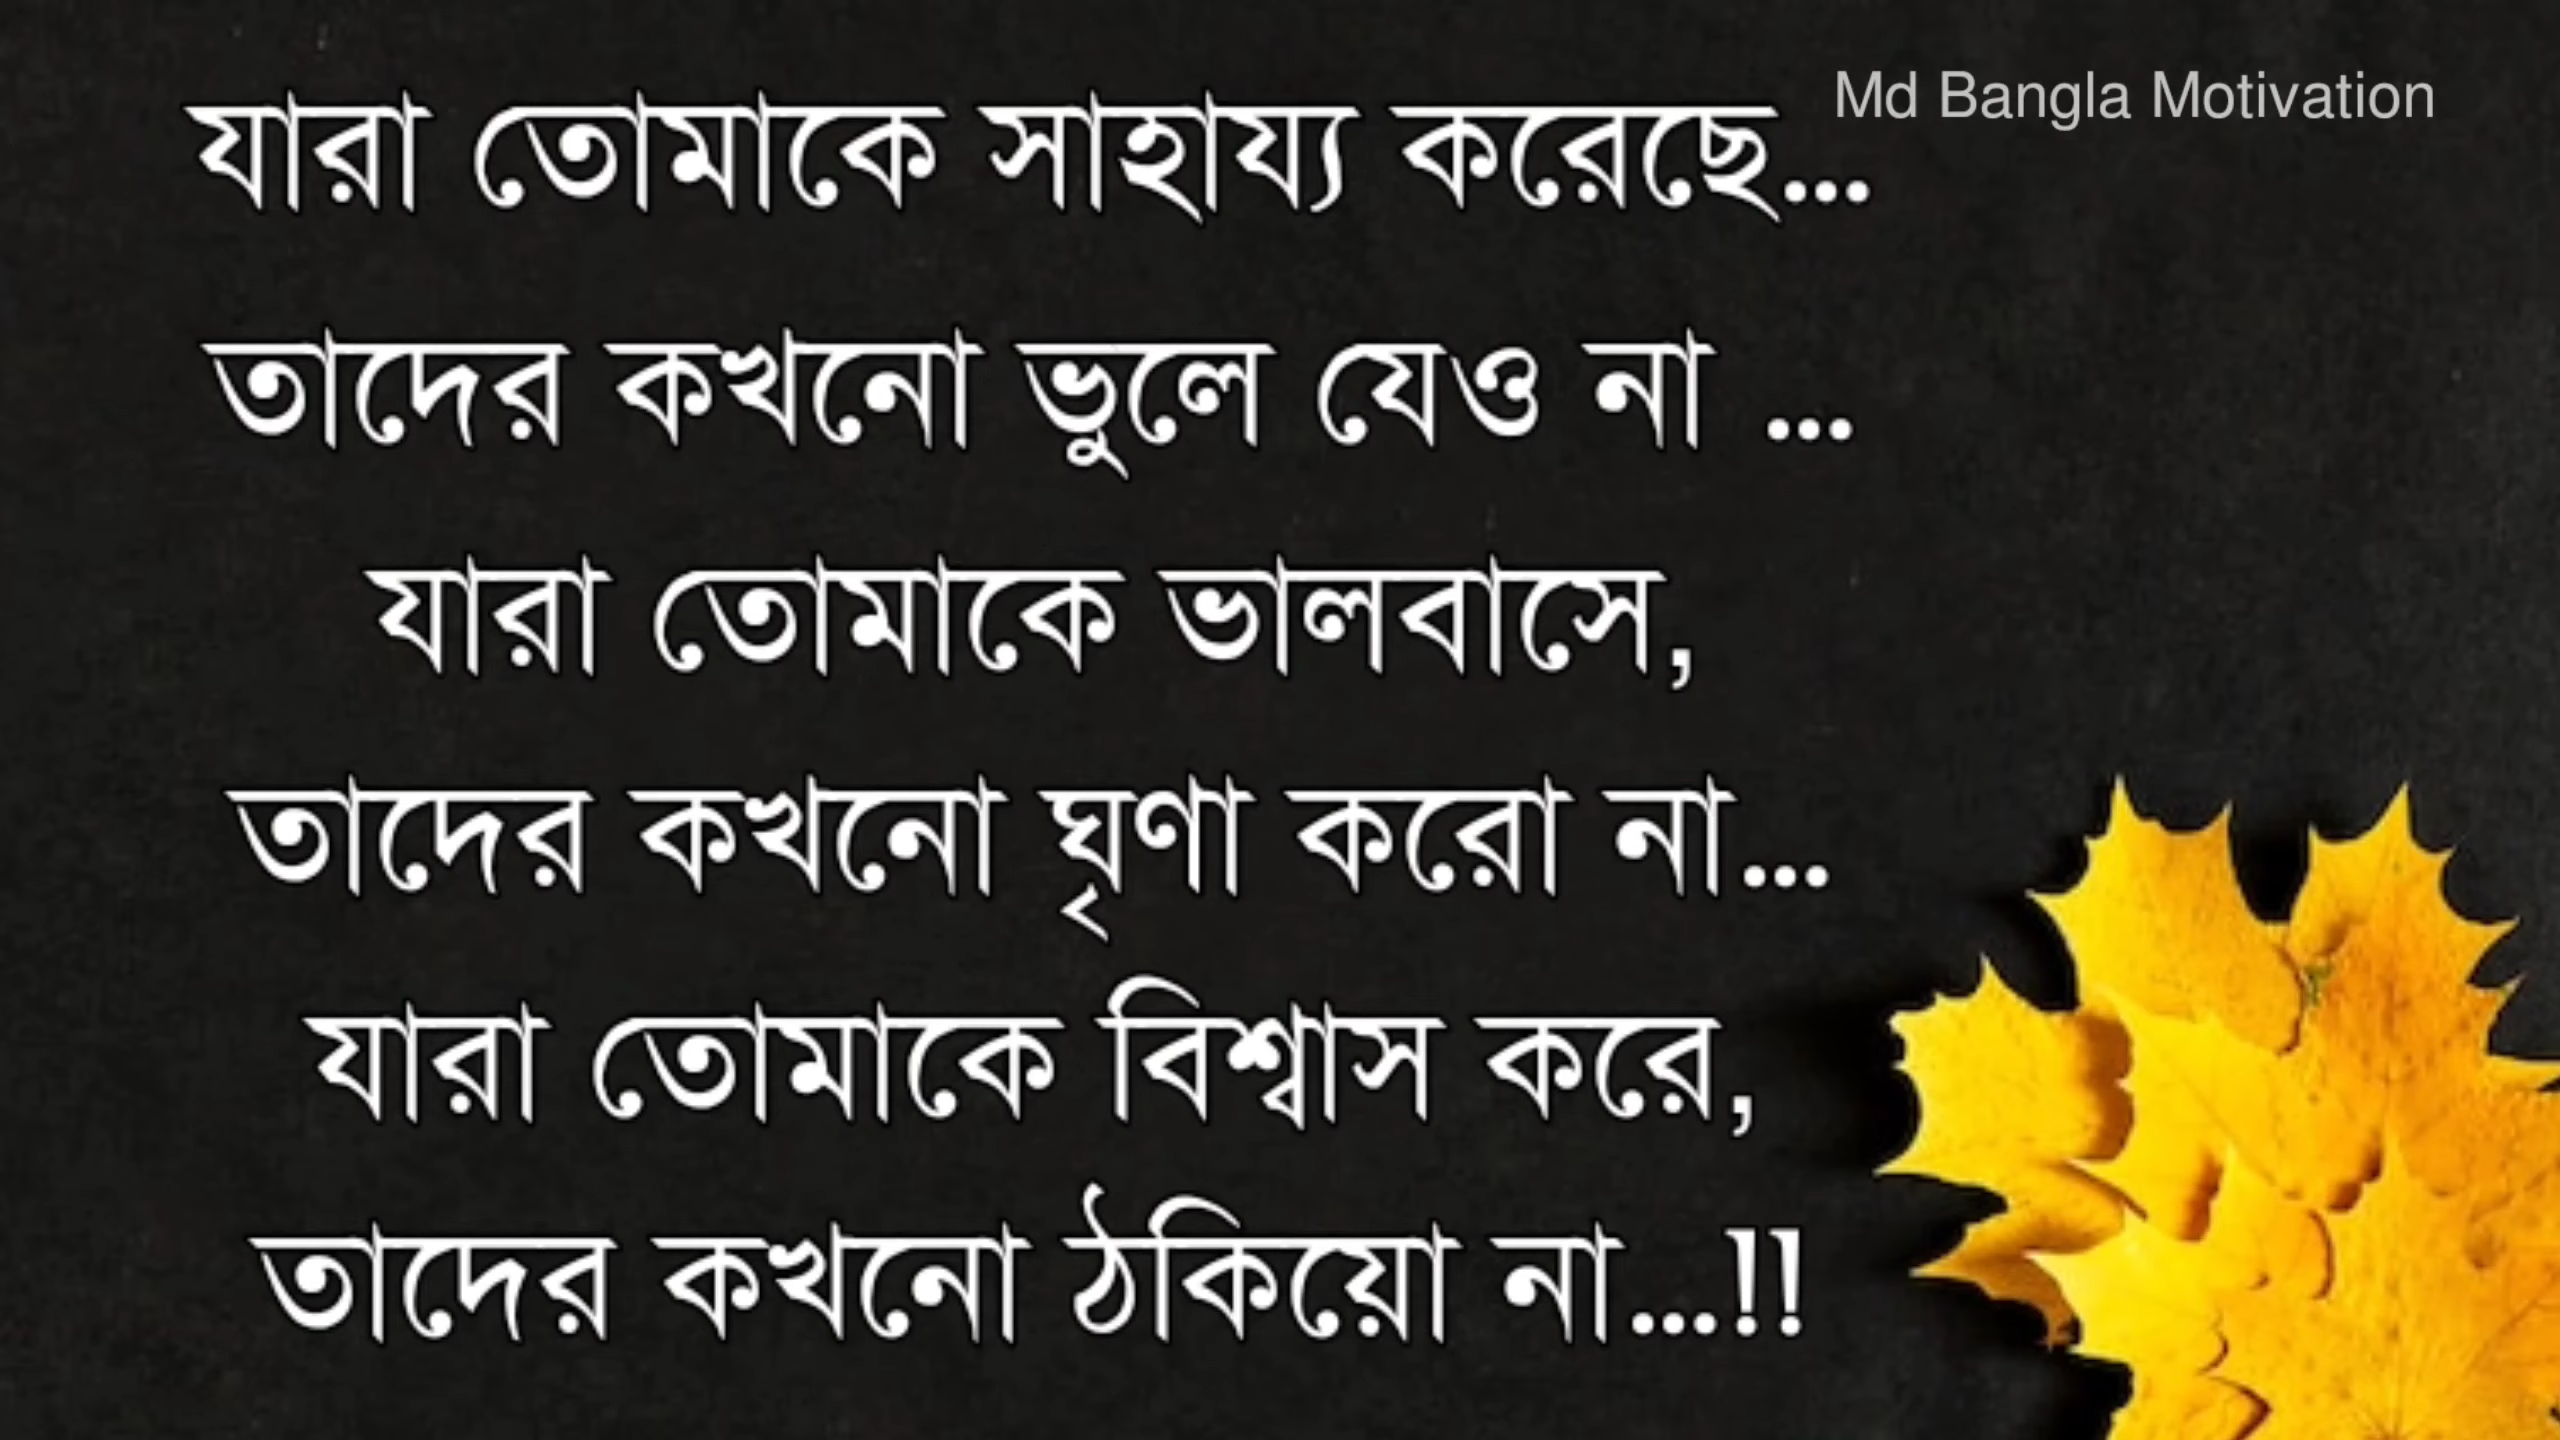 Md Bangla Motivation
যারা তোমাকে সাহায্য করেছে...
তাদের কখনো ভুলে যেও না ...
যারা তোমাকে ভালবাসে,
তাদের কখনো ঘৃণা করো না...
যারা তোমাকে বিশ্বাস করে,
তাদের কখনো ঠকিয়ো না...!!